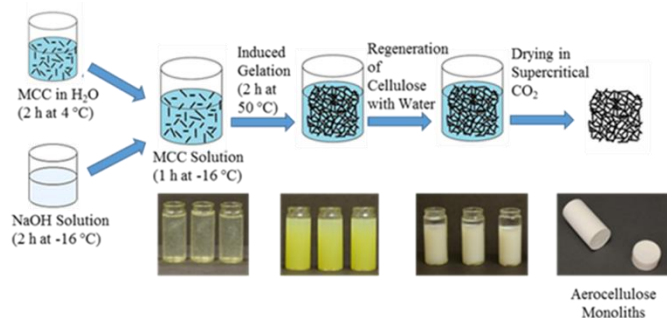 MCC in H₂O
(2 h at 4 °C)
NaOH Solution
(2 h at -16 °C)
MCC Solution
(1 h at -16 °C)
Induced
Gelation
(2 h at
50 °C)
Regeneration
of
Cellulose
with Water
Drying in
Supercritical
CO₂
Aerocellulose
Monoliths